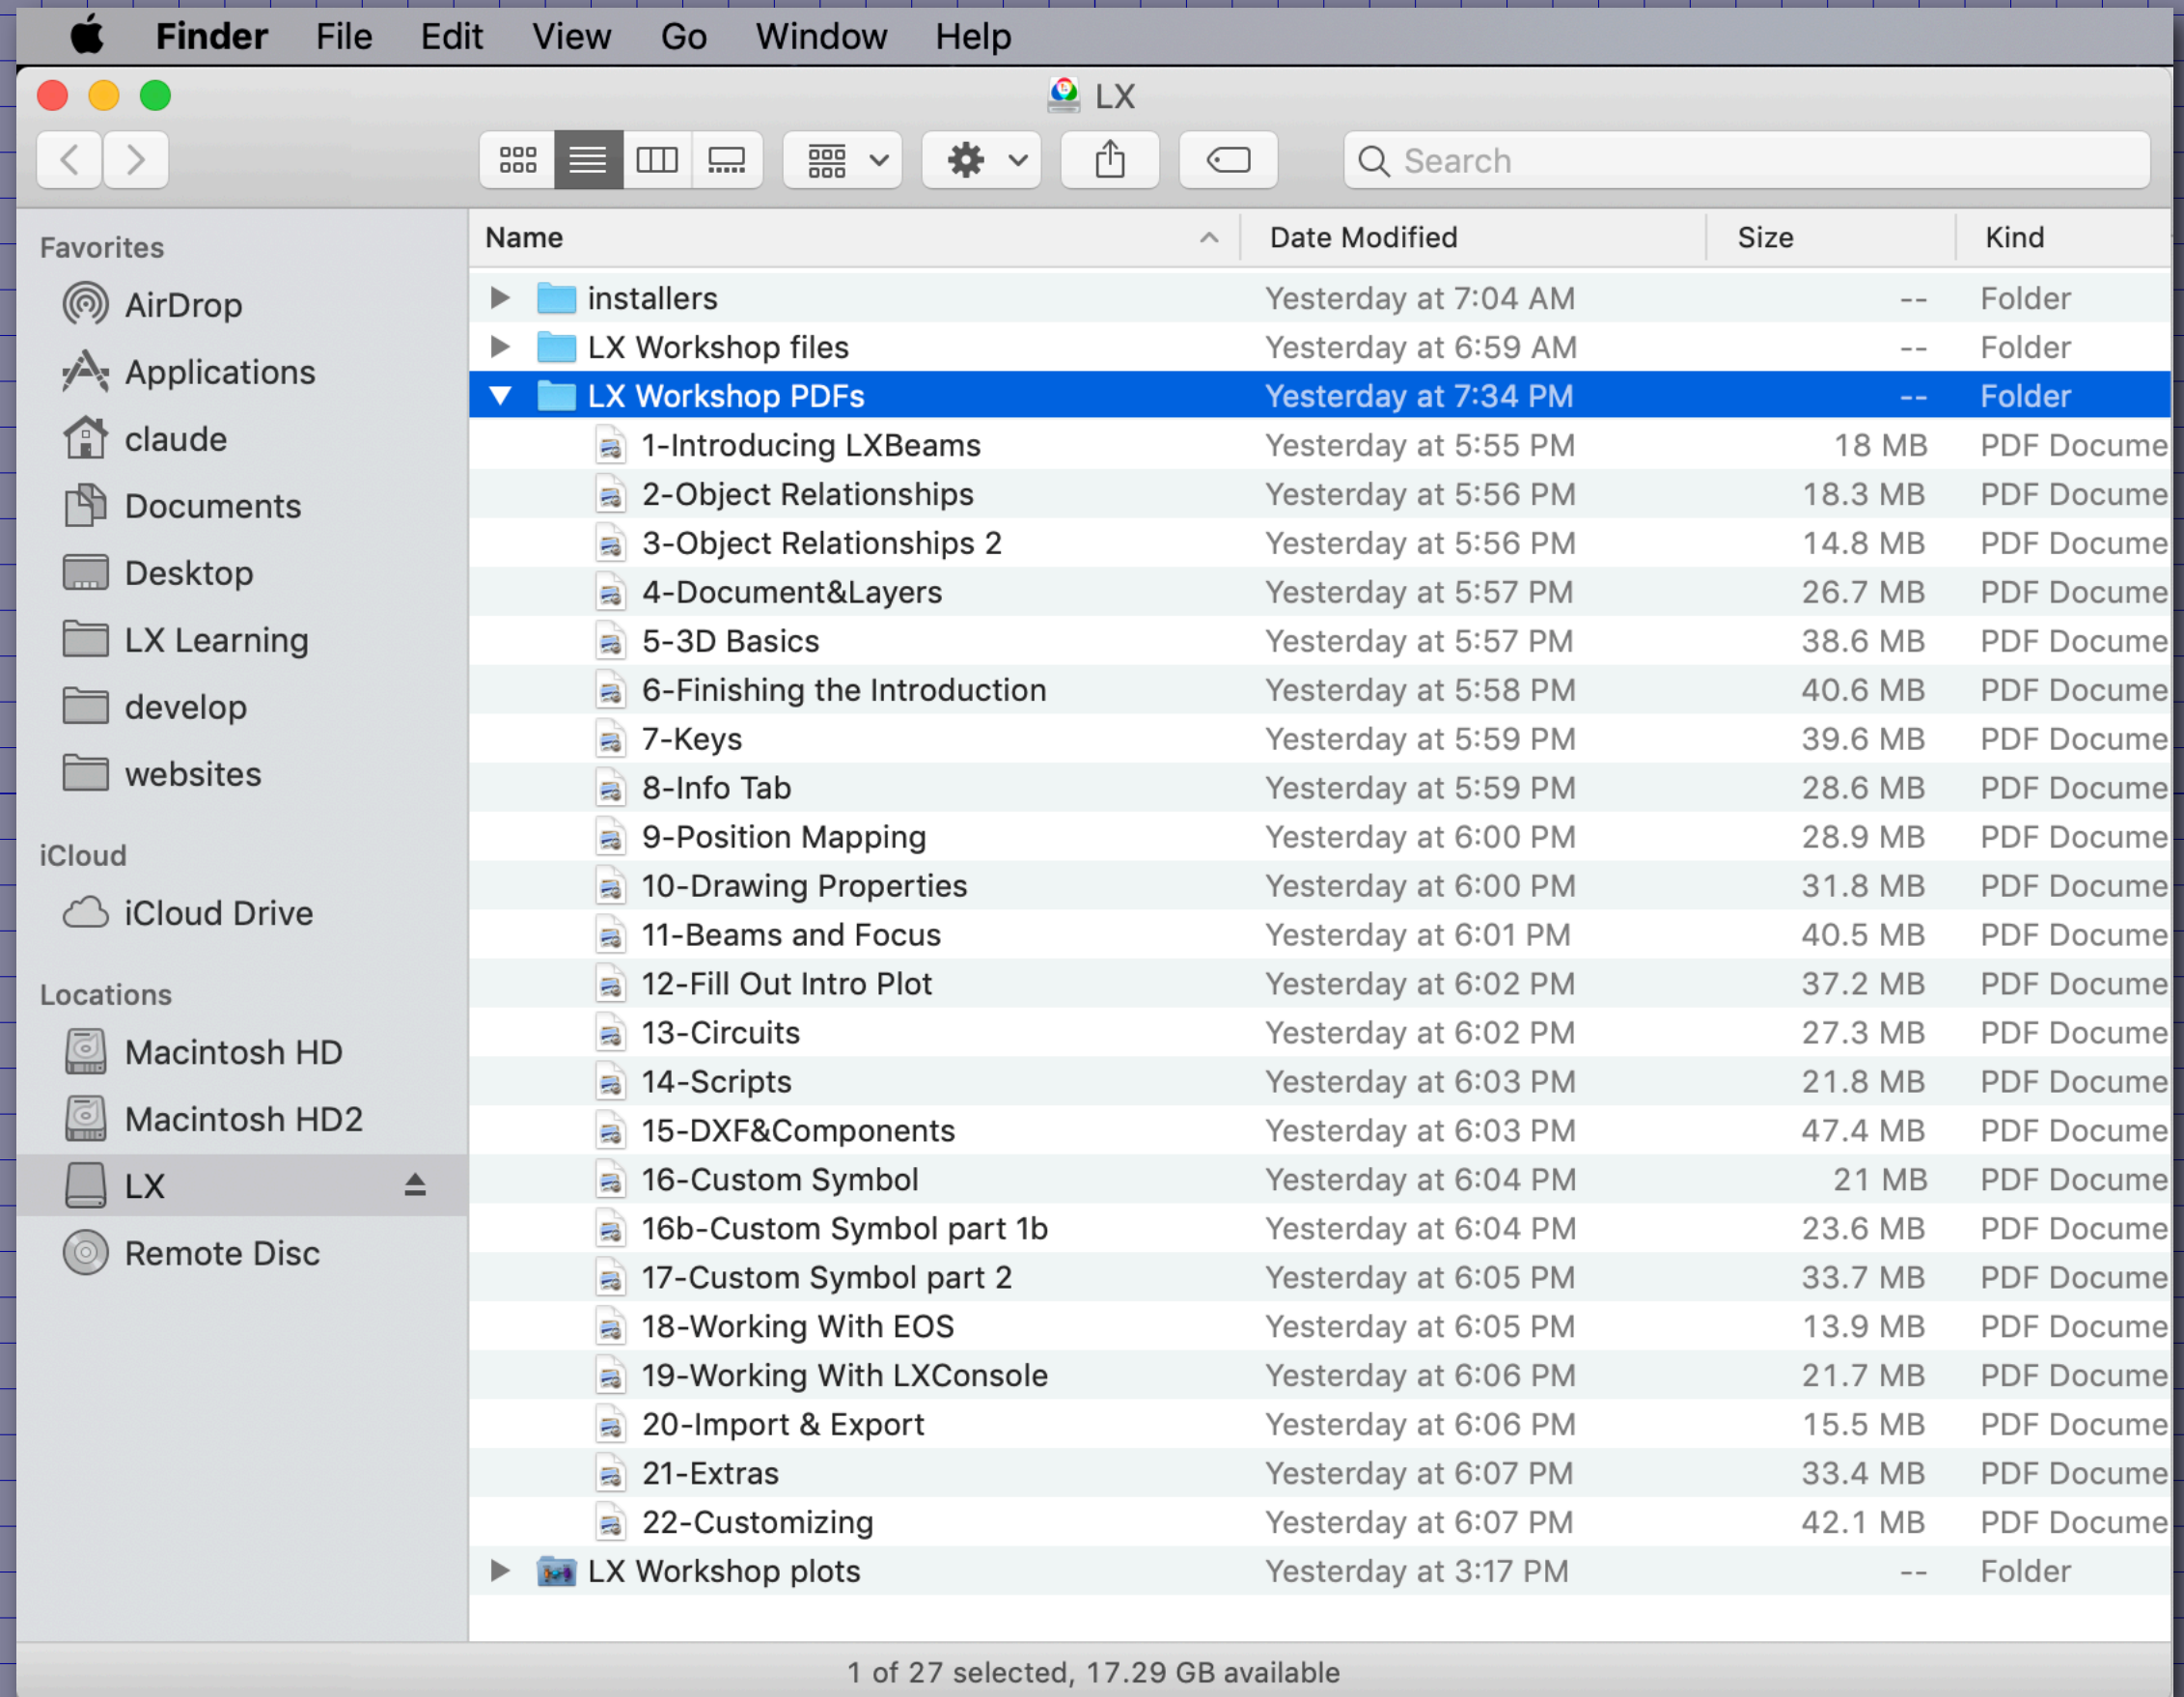 Finder File Edit View Go Window Help
LX
Search
Favorites
AirDrop
Applications
claude
Documents
Desktop
LX Learning
develop
websites
iCloud
iCloud Drive
Locations
Macintosh HD
Macintosh HD2
LX
Remote Disc
Name Date Modified Size Kind
installers Yesterday at 7:04 AM -- Folder
LX Workshop files Yesterday at 6:59 AM -- Folder
LX Workshop PDFs Yesterday at 7:34 PM -- Folder
1-Introducing LXBeams Yesterday at 5:55 PM 18 MB PDF Docume
2-Object Relationships Yesterday at 5:56 PM 18.3 MB PDF Docume
3-Object Relationships 2 Yesterday at 5:56 PM 14.8 MB PDF Docume
4-Document&Layers Yesterday at 5:57 PM 26.7 MB PDF Docume
5-3D Basics Yesterday at 5:57 PM 38.6 MB PDF Docume
6-Finishing the Introduction Yesterday at 5:58 PM 40.6 MB PDF Docume
7-Keys Yesterday at 5:59 PM 39.6 MB PDF Docume
8-Info Tab Yesterday at 5:59 PM 28.6 MB PDF Docume
9-Position Mapping Yesterday at 6:00 PM 28.9 MB PDF Docume
10-Drawing Properties Yesterday at 6:00 PM 31.8 MB PDF Docume
11-Beams and Focus Yesterday at 6:01 PM 40.5 MB PDF Docume
12-Fill Out Intro Plot Yesterday at 6:02 PM 37.2 MB PDF Docume
13-Circuits Yesterday at 6:02 PM 27.3 MB PDF Docume
14-Scripts Yesterday at 6:03 PM 21.8 MB PDF Docume
15-DXF&Components Yesterday at 6:03 PM 47.4 MB PDF Docume
16-Custom Symbol Yesterday at 6:04 PM 21 MB PDF Docume
16b-Custom Symbol part 1b Yesterday at 6:04 PM 23.6 MB PDF Docume
17-Custom Symbol part 2 Yesterday at 6:05 PM 33.7 MB PDF Docume
18-Working With EOS Yesterday at 6:05 PM 13.9 MB PDF Docume
19-Working With LXConsole Yesterday at 6:06 PM 21.7 MB PDF Docume
20-Import & Export Yesterday at 6:06 PM 15.5 MB PDF Docume
21-Extras Yesterday at 6:07 PM 33.4 MB PDF Docume
22-Customizing Yesterday at 6:07 PM 42.1 MB PDF Docume
LX Workshop plots Yesterday at 3:17 PM -- Folder
1 of 27 selected, 17.29 GB available